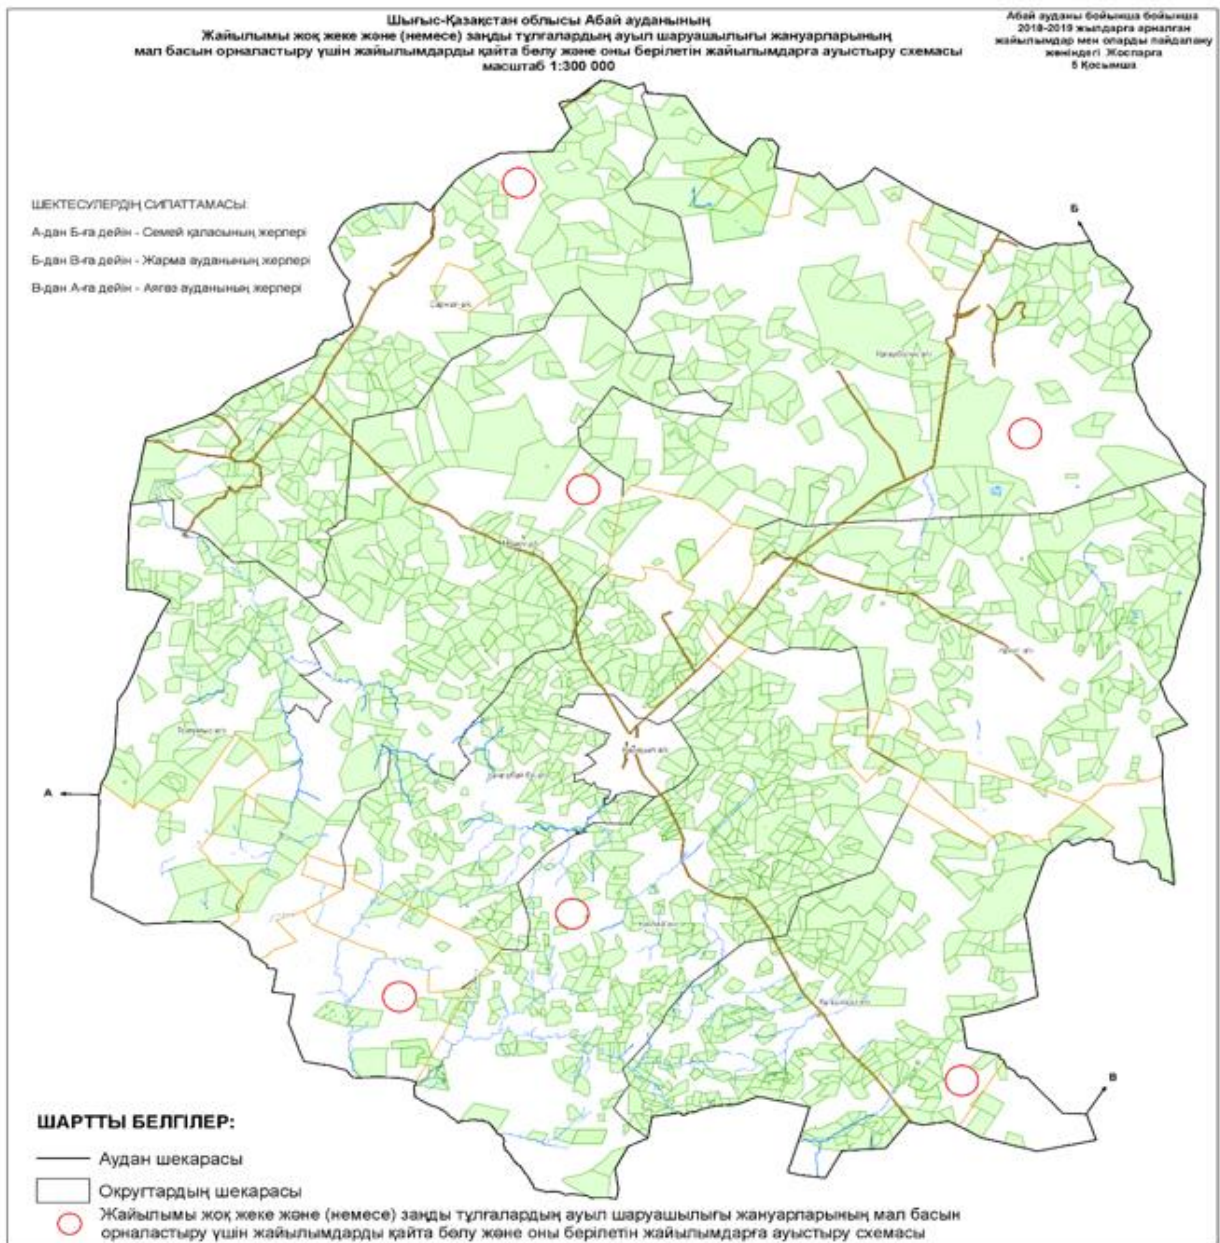 Шығыс-Қазақстан облысы Абай ауданының
Жайылымы жоқ жеке және (немесе) заңды тұлғалардың ауыл шаруашылығы жануарларының
мал басын орналастыру үшін жайылымдарды қайта бөлу және оны берілетін жайылымдарға ауыстыру схемасы
масштаб 1:300 000
Абай ауданы бойынша бойынша
2018-2019 жылдарға арналған
жайылымдар мен оларды пайдалану
жөніндегі Жоспарға
5 Қосымша
ШЕКТЕСУЛЕРДІҢ СИПАТТАМАСЫ:
А-дан Б-ға дейін - Семей қаласының жерлері
Б-дан В-ға дейін - Жарма ауданының жерлері
В-дан А-ға дейін - Аягөз ауданының жерлері
Б
А
В
ШАРТТЫ БЕЛГІЛЕР:
Аудан шекарасы
Округтардың шекарасы
Жайылымы жоқ жеке және (немесе) заңды тұлғалардың ауыл шаруашылығы жануарларының мал басын
орналастыру үшін жайылымдарды қайта бөлу және оны берілетін жайылымдарға ауыстыру схемасы